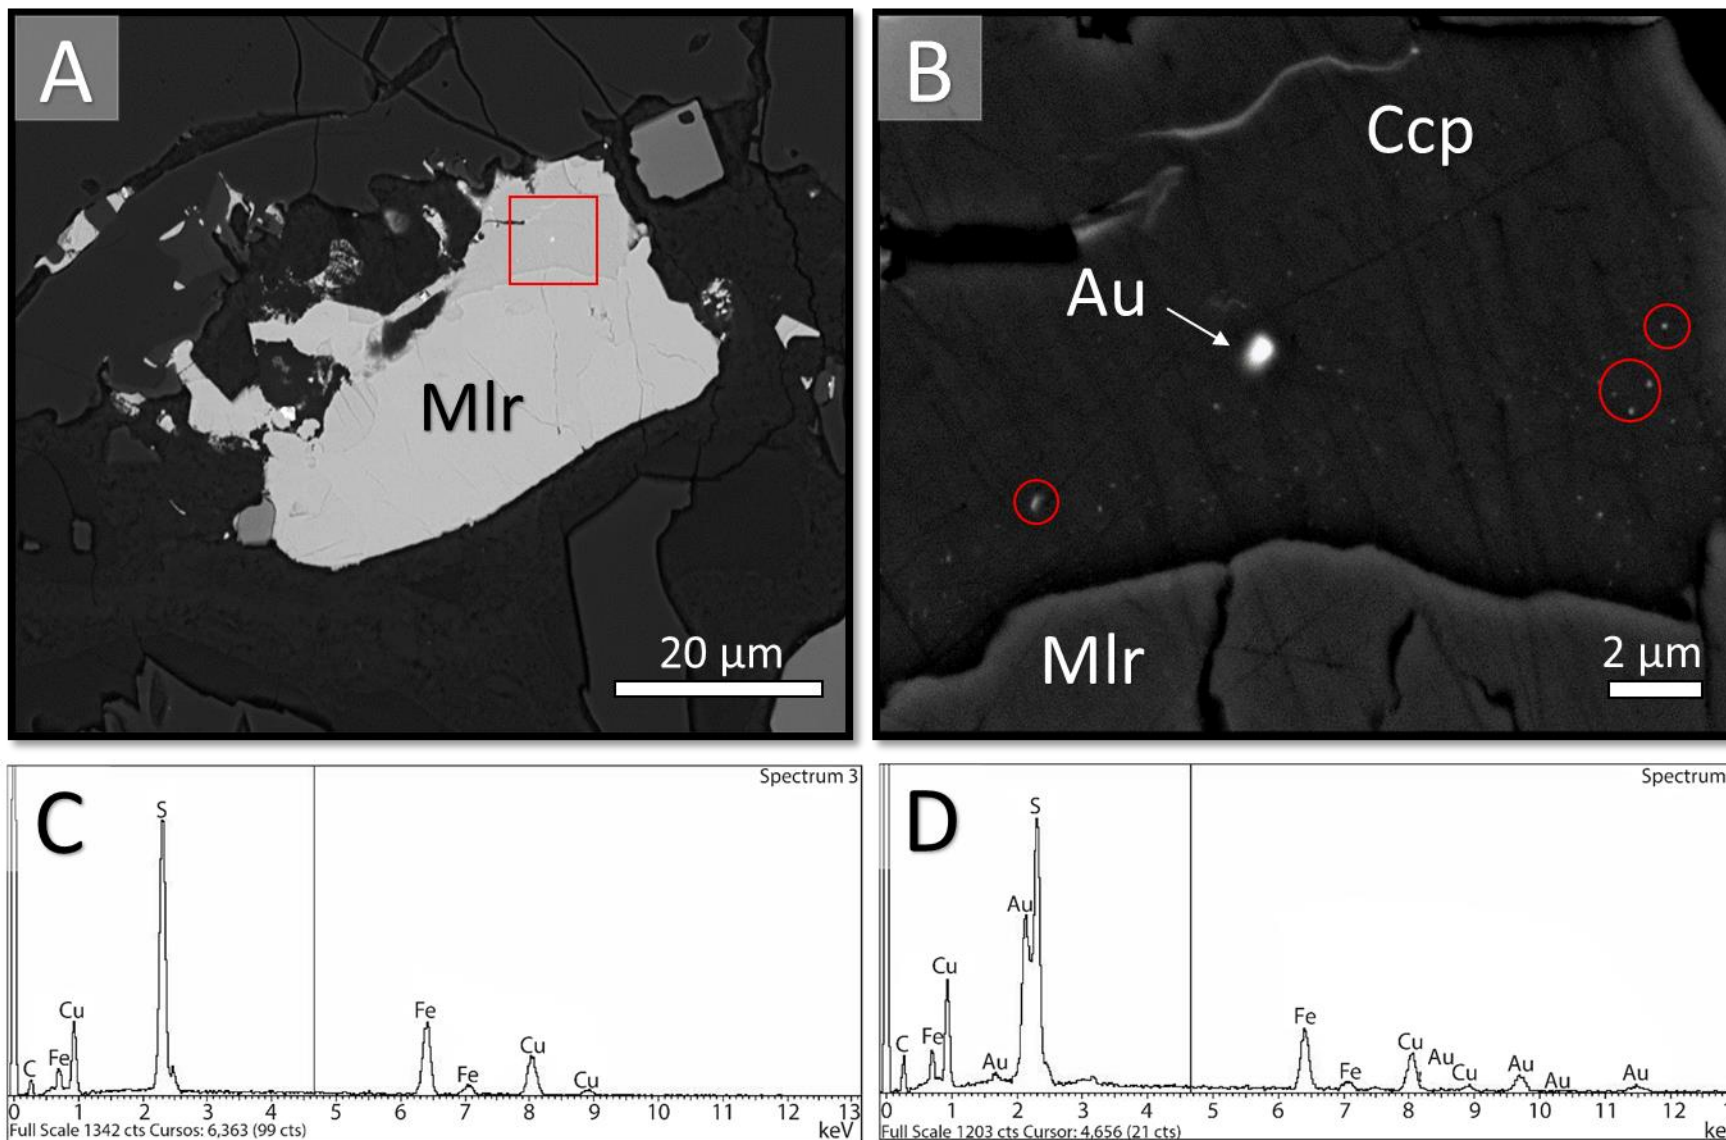 A
Mlr
20 µm
B
Ccp
Au
Mlr
2 µm
C
Spectrum 3
S
Cu
Fe
C
Fe
Cu
Fe
Cu
0 1 2 3 4 5 6 7 8 9 10 11 12 13
Full Scale 1342 cts Cursos: 6,363 (99 cts)
keV
D
Spectrum
S
Au
Cu
Fe
C
Au
Fe
Fe
Cu
Au
Cu
Au
Au
Au
0 1 2 3 4 5 6 7 8 9 10 11 12
Full Scale 1203 cts Cursor: 4,656 (21 cts)
ke